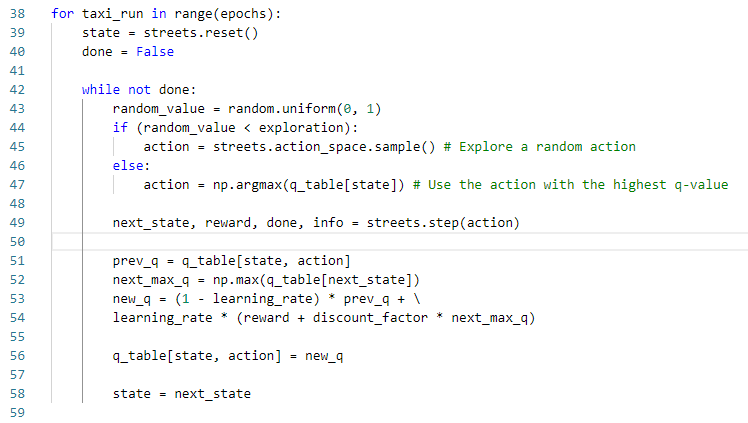 38 for taxi_run in range(epochs):
39     state = streets.reset()
40     done = False
41
42     while not done:
43         random_value = random.uniform(0, 1)
44         if (random_value < exploration):
45             action = streets.action_space.sample() # Explore a random action
46         else:
47             action = np.argmax(q_table[state]) # Use the action with the highest q-value
48
49         next_state, reward, done, info = streets.step(action)
50
51         prev_q = q_table[state, action]
52         next_max_q = np.max(q_table[next_state])
53         new_q = (1 - learning_rate) * prev_q + \
54         learning_rate * (reward + discount_factor * next_max_q)
55
56         q_table[state, action] = new_q
57
58         state = next_state
59